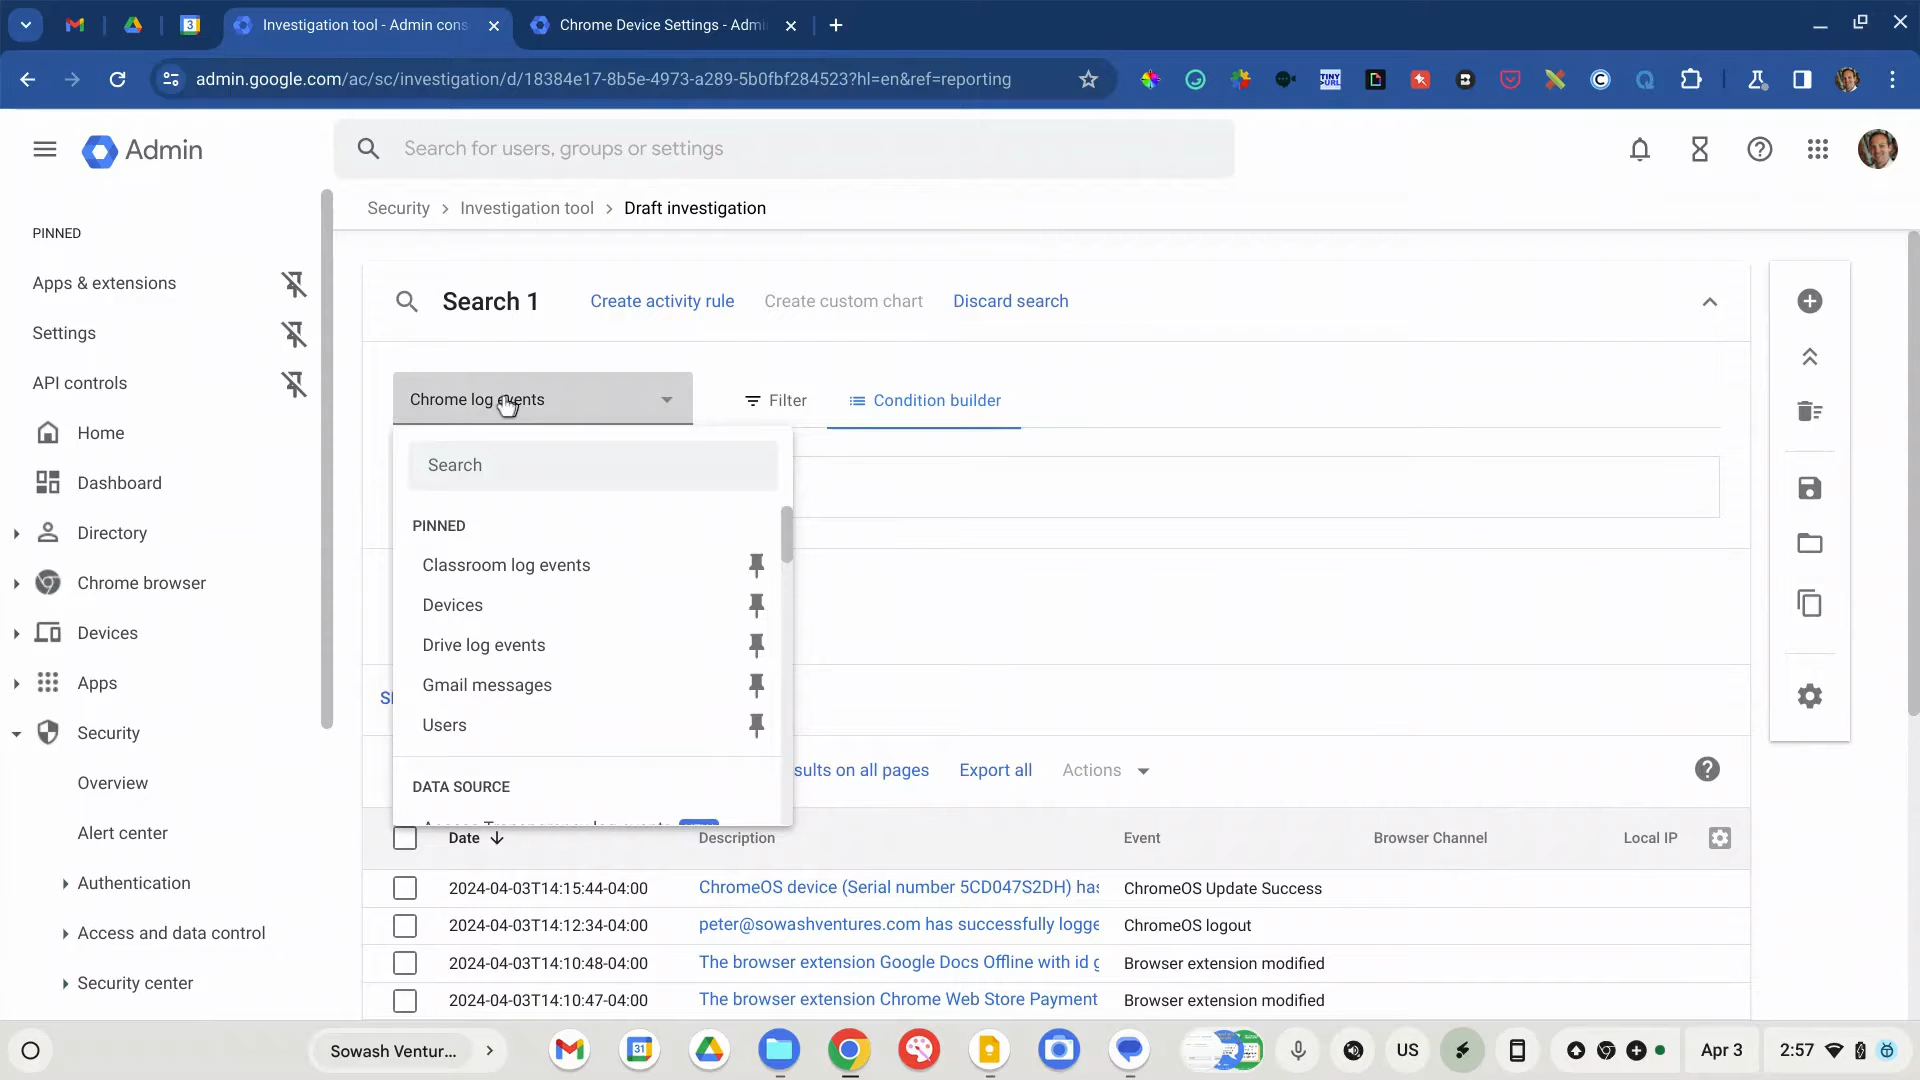 Investigation tool - Admin cons
Chrome Device Settings - Admi
admin.google.com/ac/sc/investigation/d/18384e17-8b5e-4973-a289-5b0fbf284523?hl=en&ref=reporting
Admin
Search for users, groups or settings
Security > Investigation tool > Draft investigation
PINNED
Apps & extensions
Settings
API controls
Home
Dashboard
Directory
Chrome browser
Devices
Apps
Security
Overview
Alert center
Authentication
Access and data control
Security center
Search 1
Create activity rule
Create custom chart
Discard search
Chrome log events
Filter
Condition builder
Search
PINNED
Classroom log events
Devices
Drive log events
Gmail messages
Users
DATA SOURCE
sults on all pages
Export all
Actions
Date Description Event Browser Channel Local IP
2024-04-03T14:15:44-04:00 ChromeOS device (Serial number 5CD047S2DH) has ChromeOS Update Success
2024-04-03T14:12:34-04:00 peter@sowashventures.com has successfully logge ChromeOS logout
2024-04-03T14:10:48-04:00 The browser extension Google Docs Offline with id g Browser extension modified
2024-04-03T14:10:47-04:00 The browser extension Chrome Web Store Payment Browser extension modified
Sowash Ventur...
31
US
Apr 3
2:57